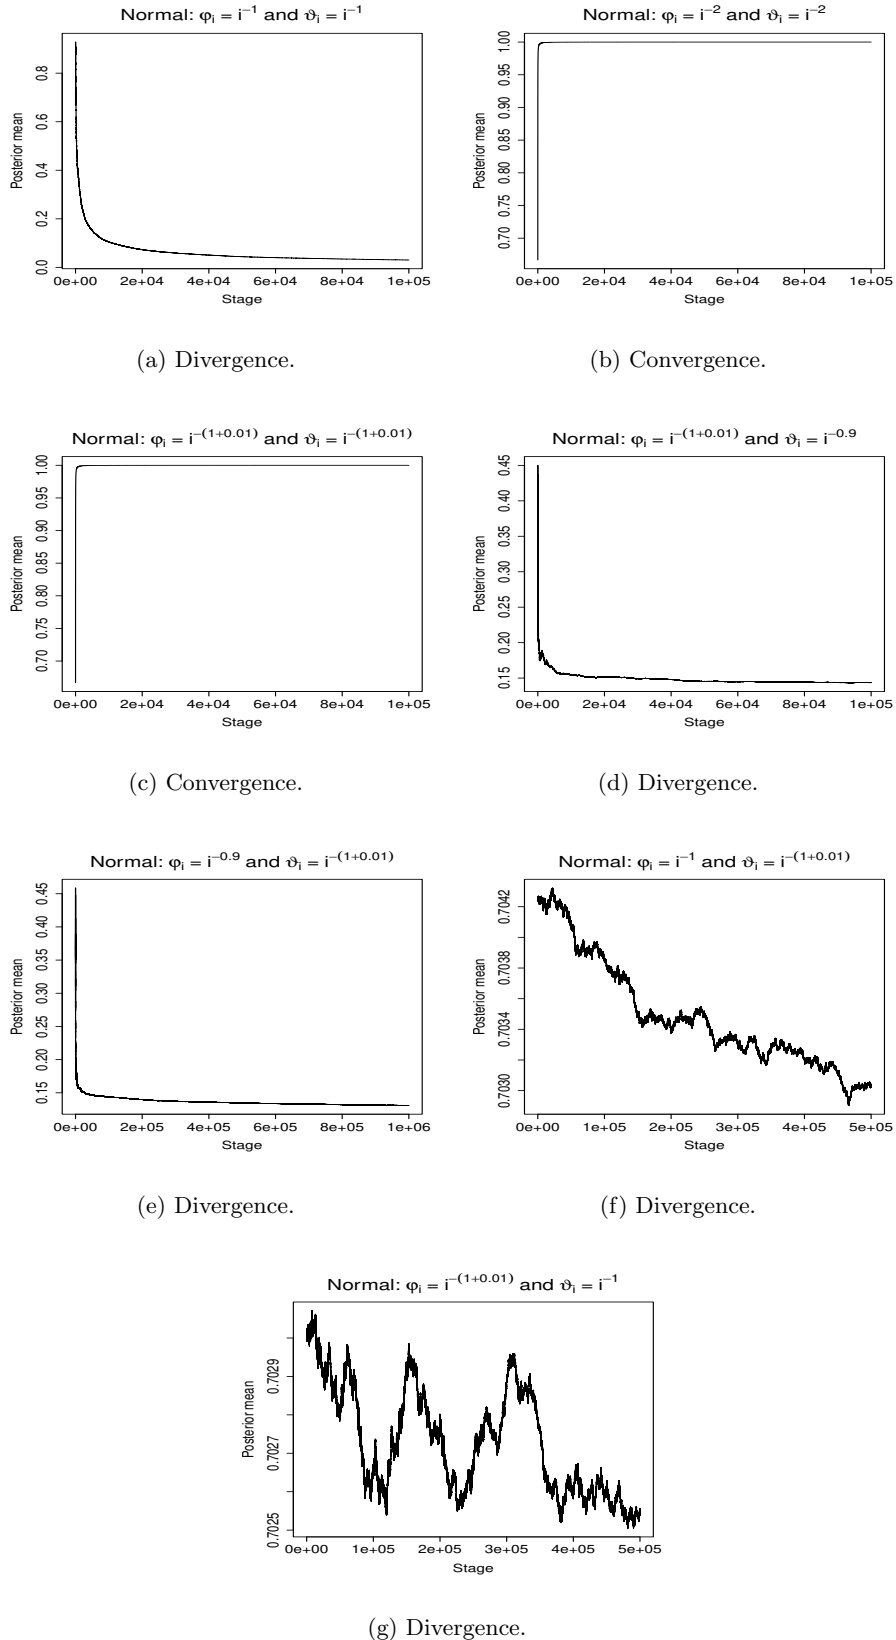 Normal: φᵢ = i⁻¹ and ϑᵢ = i⁻¹
Posterior mean
0.0 0.2 0.4 0.6 0.8
0e+00 2e+04 4e+04 6e+04 8e+04 1e+05
Stage
(a) Divergence.
Normal: φᵢ = i⁻² and ϑᵢ = i⁻²
Posterior mean
0.70 0.75 0.80 0.85 0.90 0.95 1.00
0e+00 2e+04 4e+04 6e+04 8e+04 1e+05
Stage
(b) Convergence.
Normal: φᵢ = i^−(1+0.01) and ϑᵢ = i^−(1+0.01)
Posterior mean
0.70 0.75 0.80 0.85 0.90 0.95 1.00
0e+00 2e+04 4e+04 6e+04 8e+04 1e+05
Stage
(c) Convergence.
Normal: φᵢ = i^−(1+0.01) and ϑᵢ = i^−0.9
Posterior mean
0.15 0.20 0.25 0.30 0.35 0.40 0.45
0e+00 2e+04 4e+04 6e+04 8e+04 1e+05
Stage
(d) Divergence.
Normal: φᵢ = i^−0.9 and ϑᵢ = i^−(1+0.01)
Posterior mean
0.15 0.20 0.25 0.30 0.35 0.40 0.45
0e+00 2e+05 4e+05 6e+05 8e+05 1e+06
Stage
(e) Divergence.
Normal: φᵢ = i⁻¹ and ϑᵢ = i^−(1+0.01)
Posterior mean
0.7030 0.7034 0.7038 0.7042
0e+00 1e+05 2e+05 3e+05 4e+05 5e+05
Stage
(f) Divergence.
Normal: φᵢ = i^−(1+0.01) and ϑᵢ = i⁻¹
Posterior mean
0.7025 0.7027 0.7029
0e+00 1e+05 2e+05 3e+05 4e+05 5e+05
Stage
(g) Divergence.